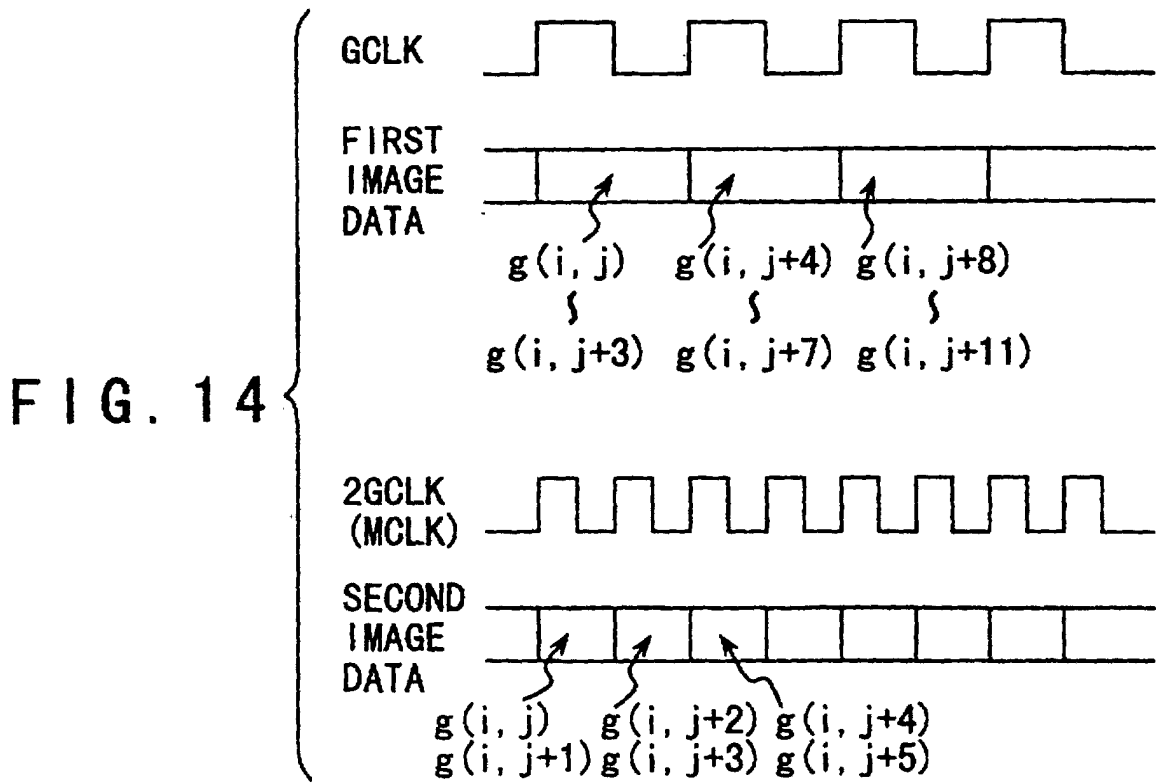 FIG. 14
GCLK
FIRST
IMAGE
DATA
g(i, j) g(i, j+4) g(i, j+8)
∫ ∫ ∫
g(i, j+3) g(i, j+7) g(i, j+11)
2GCLK
(MCLK)
SECOND
IMAGE
DATA
g(i, j) g(i, j+2) g(i, j+4)
g(i, j+1) g(i, j+3) g(i, j+5)